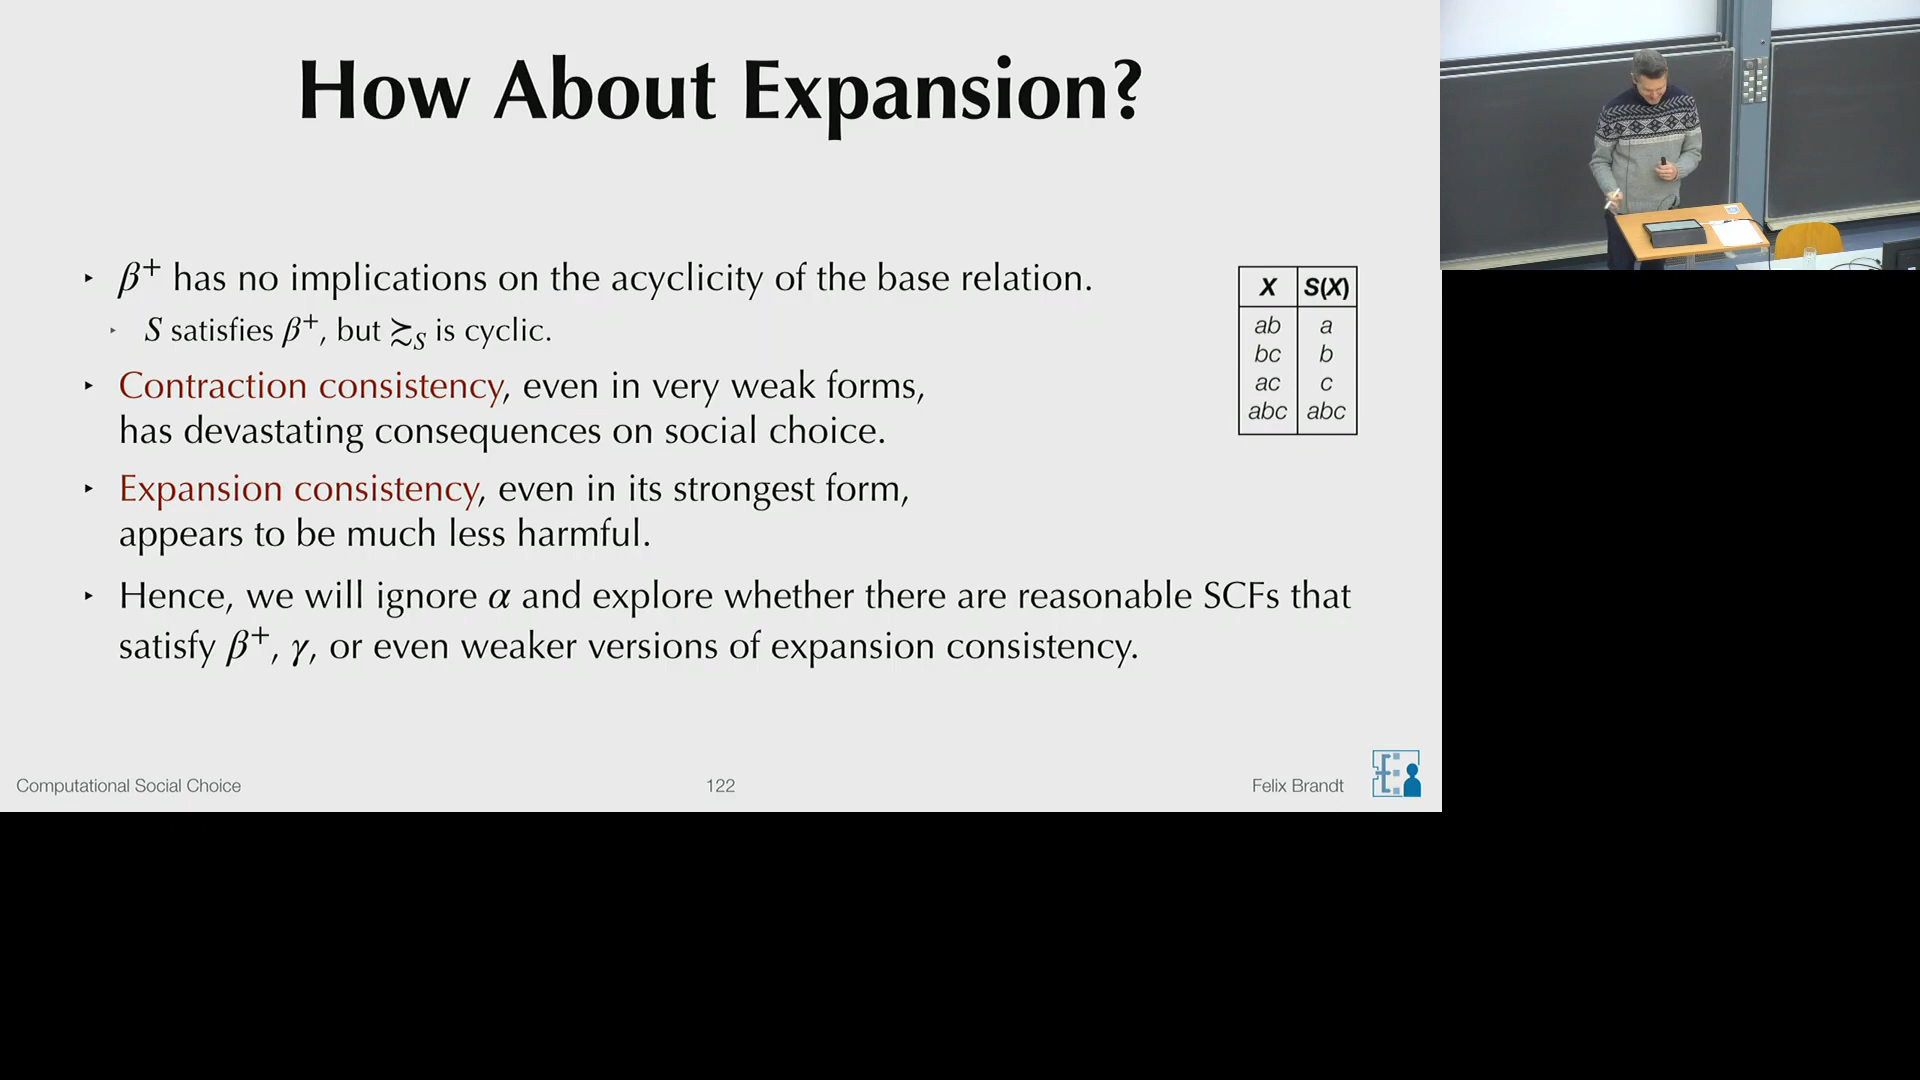 How About Expansion?
▸ β⁺ has no implications on the acyclicity of the base relation.
▸ S satisfies β⁺, but ≿_S is cyclic.
▸ Contraction consistency, even in very weak forms,
has devastating consequences on social choice.
▸ Expansion consistency, even in its strongest form,
appears to be much less harmful.
▸ Hence, we will ignore α and explore whether there are reasonable SCFs that
satisfy β⁺, γ, or even weaker versions of expansion consistency.
X S(X)
ab a
bc b
ac c
abc abc
Computational Social Choice 122 Felix Brandt